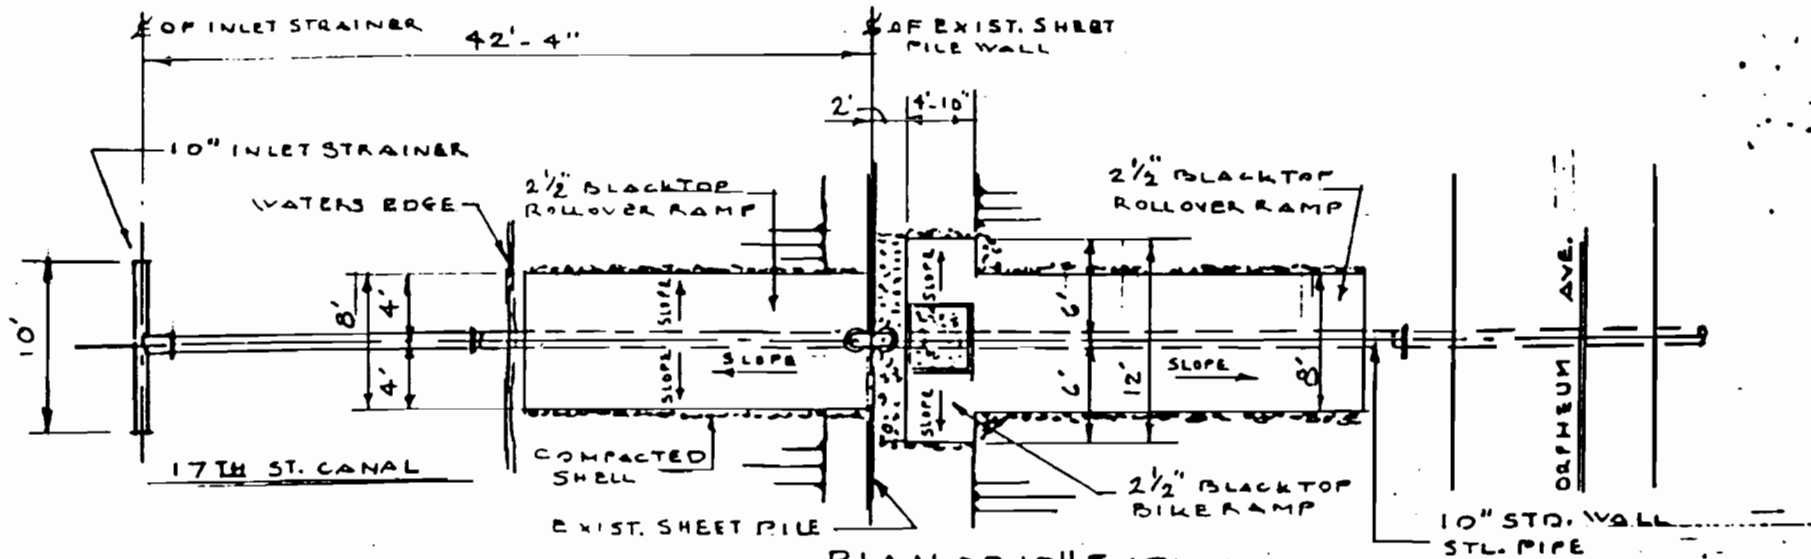 ℄ OF INLET STRAINER
42'-4"
℄ OF EXIST. SHEET
PILE WALL
2'
4'-10"
10" INLET STRAINER
WATERS EDGE
2½" BLACKTOP
ROLLOVER RAMP
2½" BLACKTOP
ROLLOVER RAMP
10'
8'
4'
4'
SLOPE
SLOPE
SLOPE
SLOPE
SLOPE
6'
6'
12'
SLOPE
8'
ORPHEUM AVE.
17TH ST. CANAL
COMPACTED
SHELL
EXIST. SHEET PILE
2½" BLACKTOP
BIKE RAMP
10" STD. WALL
STL. PIPE